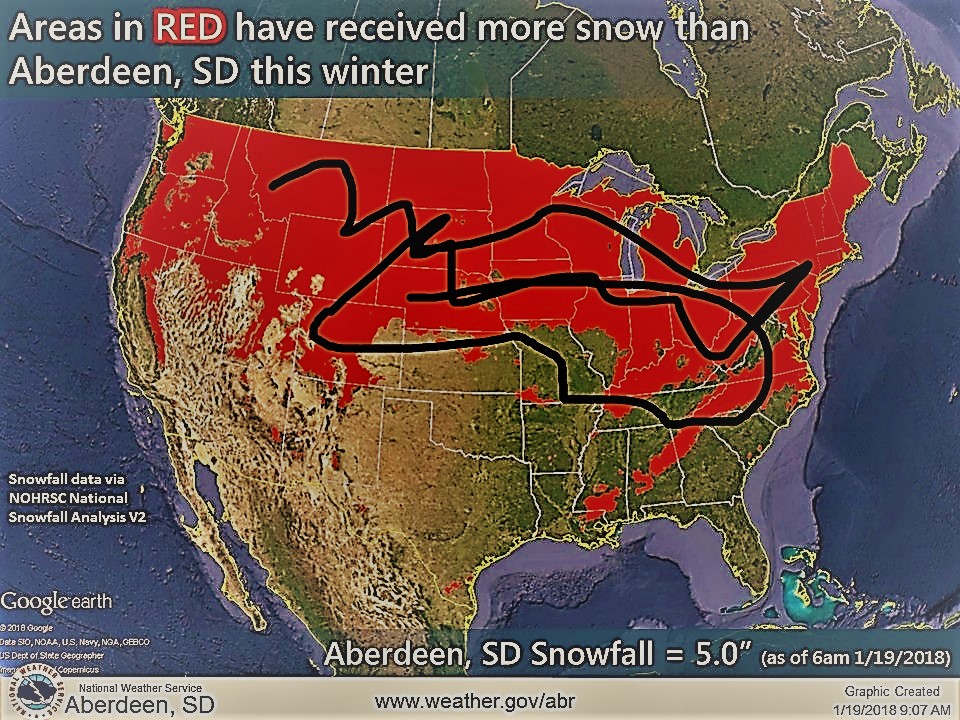 Areas in RED have received more snow than
Aberdeen, SD this winter
Snowfall data via
NOHRSC National
Snowfall Analysis V2
Google earth
© 2018 Google
Data SIO, NOAA, U.S. Navy, NGA, GEBCO
US Dept of State Geographer
Copernicus
Aberdeen, SD Snowfall = 5.0” (as of 6am 1/19/2018)
National Weather Service
Aberdeen, SD
www.weather.gov/abr
Graphic Created
1/19/2018 9:07 AM